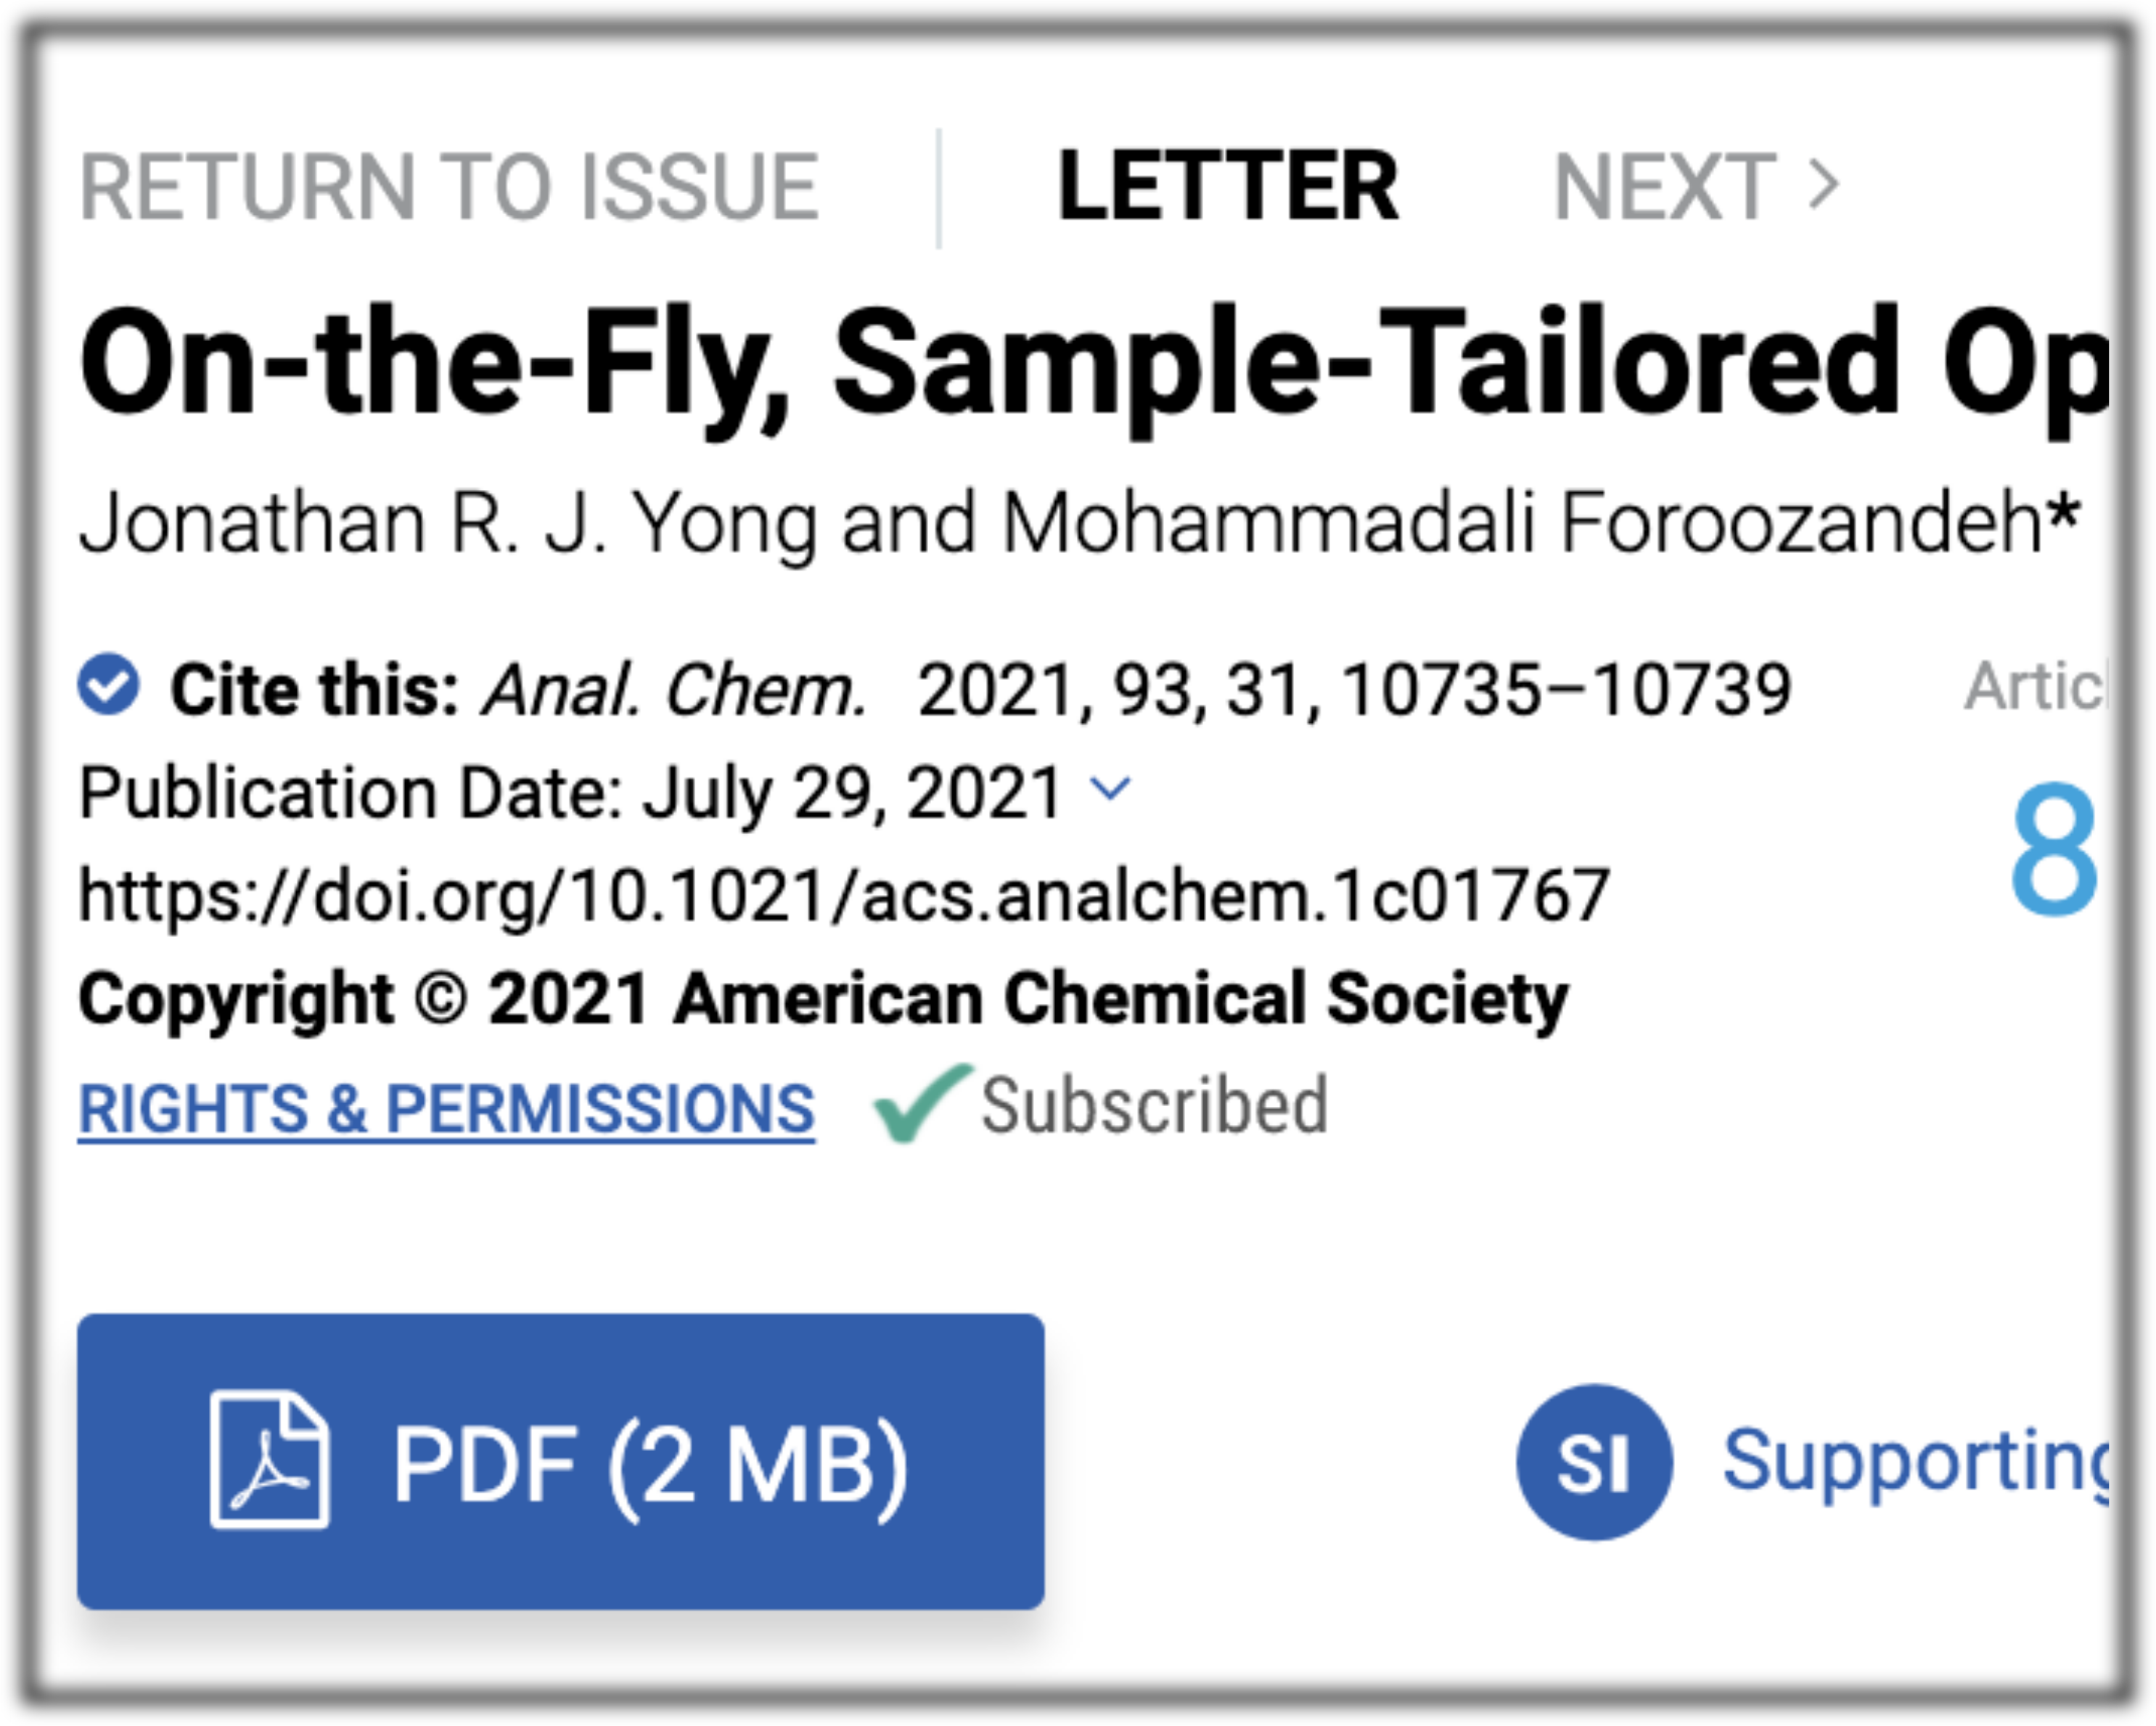 RETURN TO ISSUE | LETTER NEXT >
On-the-Fly, Sample-Tailored Op
Jonathan R. J. Yong and Mohammadali Foroozandeh*
Cite this: Anal. Chem. 2021, 93, 31, 10735–10739
Artic
Publication Date: July 29, 2021
8
https://doi.org/10.1021/acs.analchem.1c01767
Copyright © 2021 American Chemical Society
RIGHTS & PERMISSIONS Subscribed
PDF (2 MB)
SI Supporting